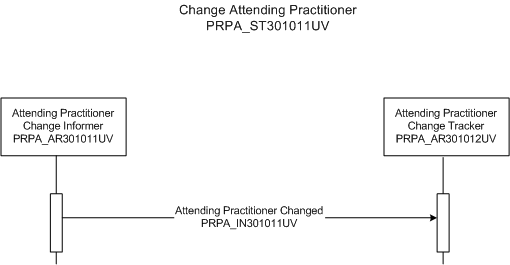 Change Attending Practitioner
PRPA_ST301011UV
Attending Practitioner
Change Informer
PRPA_AR301011UV
Attending Practitioner
Change Tracker
PRPA_AR301012UV
Attending Practitioner Changed
PRPA_IN301011UV